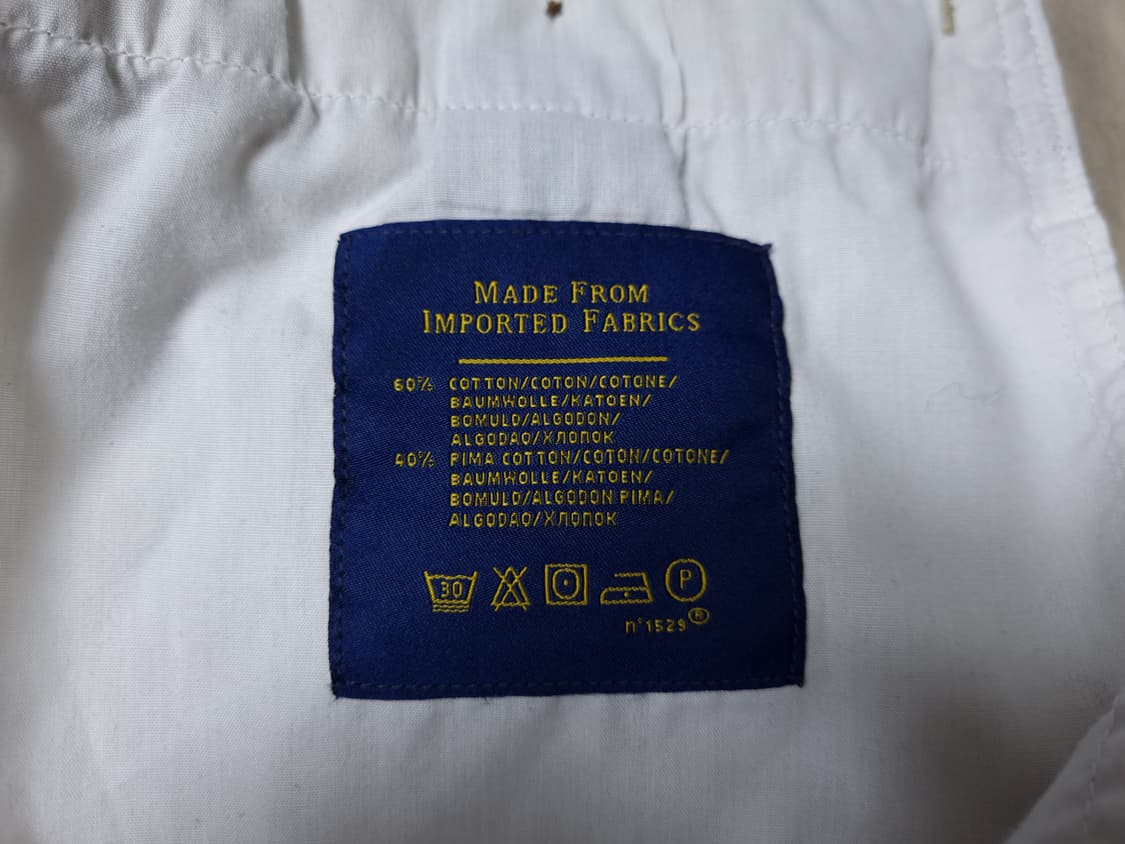 MADE FROM
IMPORTED FABRICS
60% COTTON/COTON/COTONE/
BAUMWOLLE/KATOEN/
BOMULD/ALGODON/
ALGODAO/ХЛОПОК
40% PIMA COTTON/COTON/COTONE/
BAUMWOLLE/KATOEN/
BOMULD/ALGODON PIMA/
ALGODAO/ХЛОПОК
30 P
n°1529®